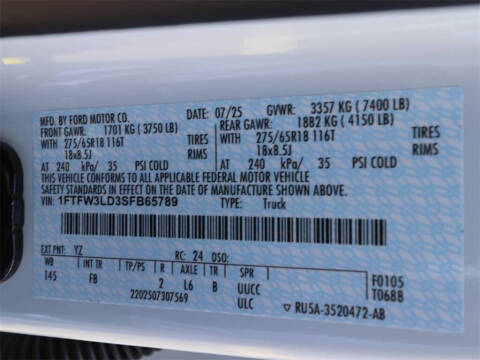 MFD. BY FORD MOTOR CO. 07/25 GVWR: 3357 KG (7400 LB)
FRONT GAWR: 1701 KG (3750 LB) REAR GAWR: 1882 KG (4150 LB)
WITH 275/65R18 116T TIRES WITH 275/65R18 116T TIRES
18x8.5J RIMS 18x8.5J RIMS
AT 240 kPa/ 35 PSI COLD AT 240 kPa/ 35 PSI COLD
THIS VEHICLE CONFORMS TO ALL APPLICABLE FEDERAL MOTOR VEHICLE
SAFETY AND THEFT PREVENTION STANDARDS IN EFFECT ON THE DATE OF
MANUFACTURE SHOWN ABOVE.
VIN: 1FTFW3LD3SFB65789 TYPE: Truck
EXT PNT: YZ RC: 24 DSO:
WB TP/PS R AXLE TR SPR F0105
145 FB 2 L6 B UUCC T0688
2202507307569 ULC RU5A-3520472-AB